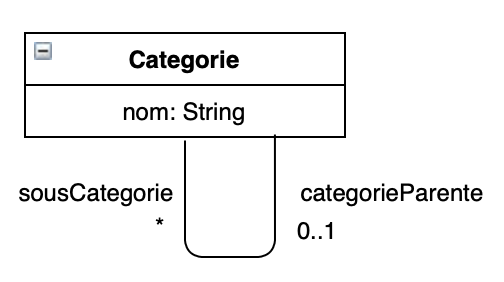 Categorie
nom: String
sousCategorie
categorieParente
*
0..1